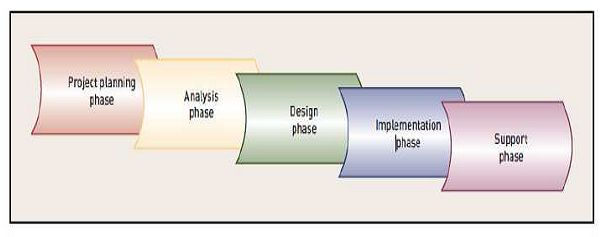 Project planning
phase
Analysis
phase
Design
phase
Implementation
phase
Support
phase